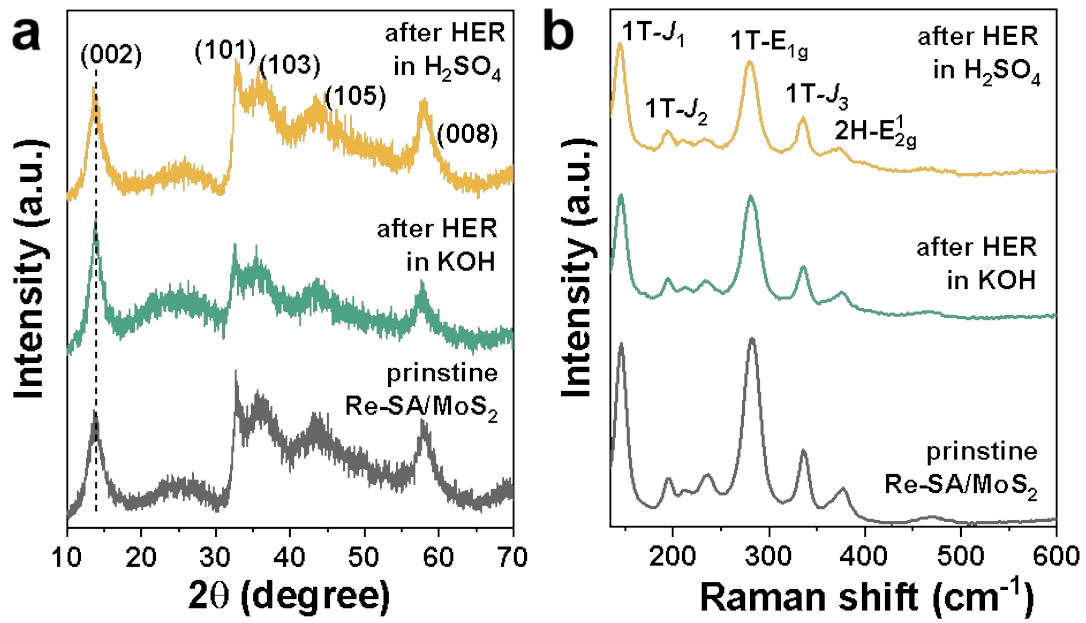 a
after HER
in H₂SO₄
(002)
(101)
(103)
(105)
(008)
after HER
in KOH
prinstine
Re-SA/MoS₂
Intensity (a.u.)
10 20 30 40 50 60 70
2θ (degree)
b
1T-J₁
1T-E₁g
after HER
in H₂SO₄
1T-J₂
1T-J₃
2H-E¹₂g
after HER
in KOH
prinstine
Re-SA/MoS₂
Intensity (a.u.)
200 300 400 500 600
Raman shift (cm⁻¹)